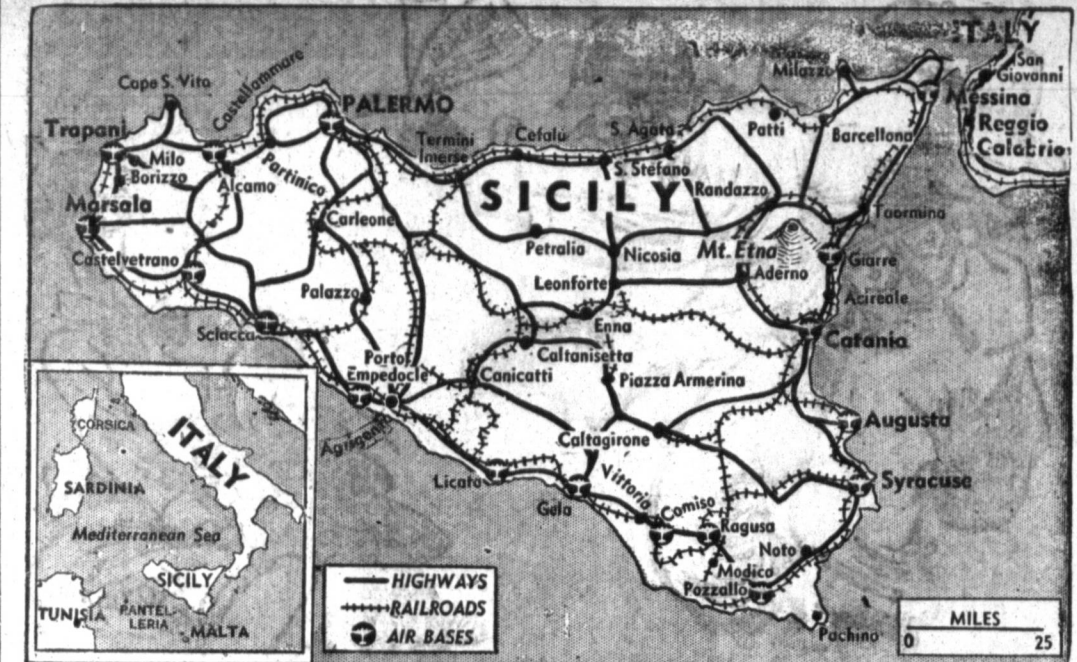 ITALY
San
Giovanni
Messina
Reggio
Calabria
Milazzo
Capo S. Vito
Castellammare
PALERMO
Trapani
Milo
Borizzo
Partinico
Alcamo
Marsala
Termini
Imerse
Cefalu
S. Agata
S. Stefano
Patti
Barcellona
SICILY
Randazzo
Taormina
Carleone
Petralia
Nicosia
Mt. Etna
Castelvetrano
Giarre
Aderno
Leonforte
Palazzo
Acireale
Sciacca
Enna
Catania
Caltanisetta
Porto
Empedocle
Canicatti
Piazza Armerina
Agrigento
Augusta
Caltagirone
Licata
Syracuse
Gela
Vittoria
Comiso
Ragusa
Noto
Modica
Pozzallo
Pachino
CORSICA
ITALY
SARDINIA
Mediterranean Sea
SICILY
TUNISIA
PANTEL-
LERIA
MALTA
HIGHWAYS
RAILROADS
AIR BASES
MILES
0 25